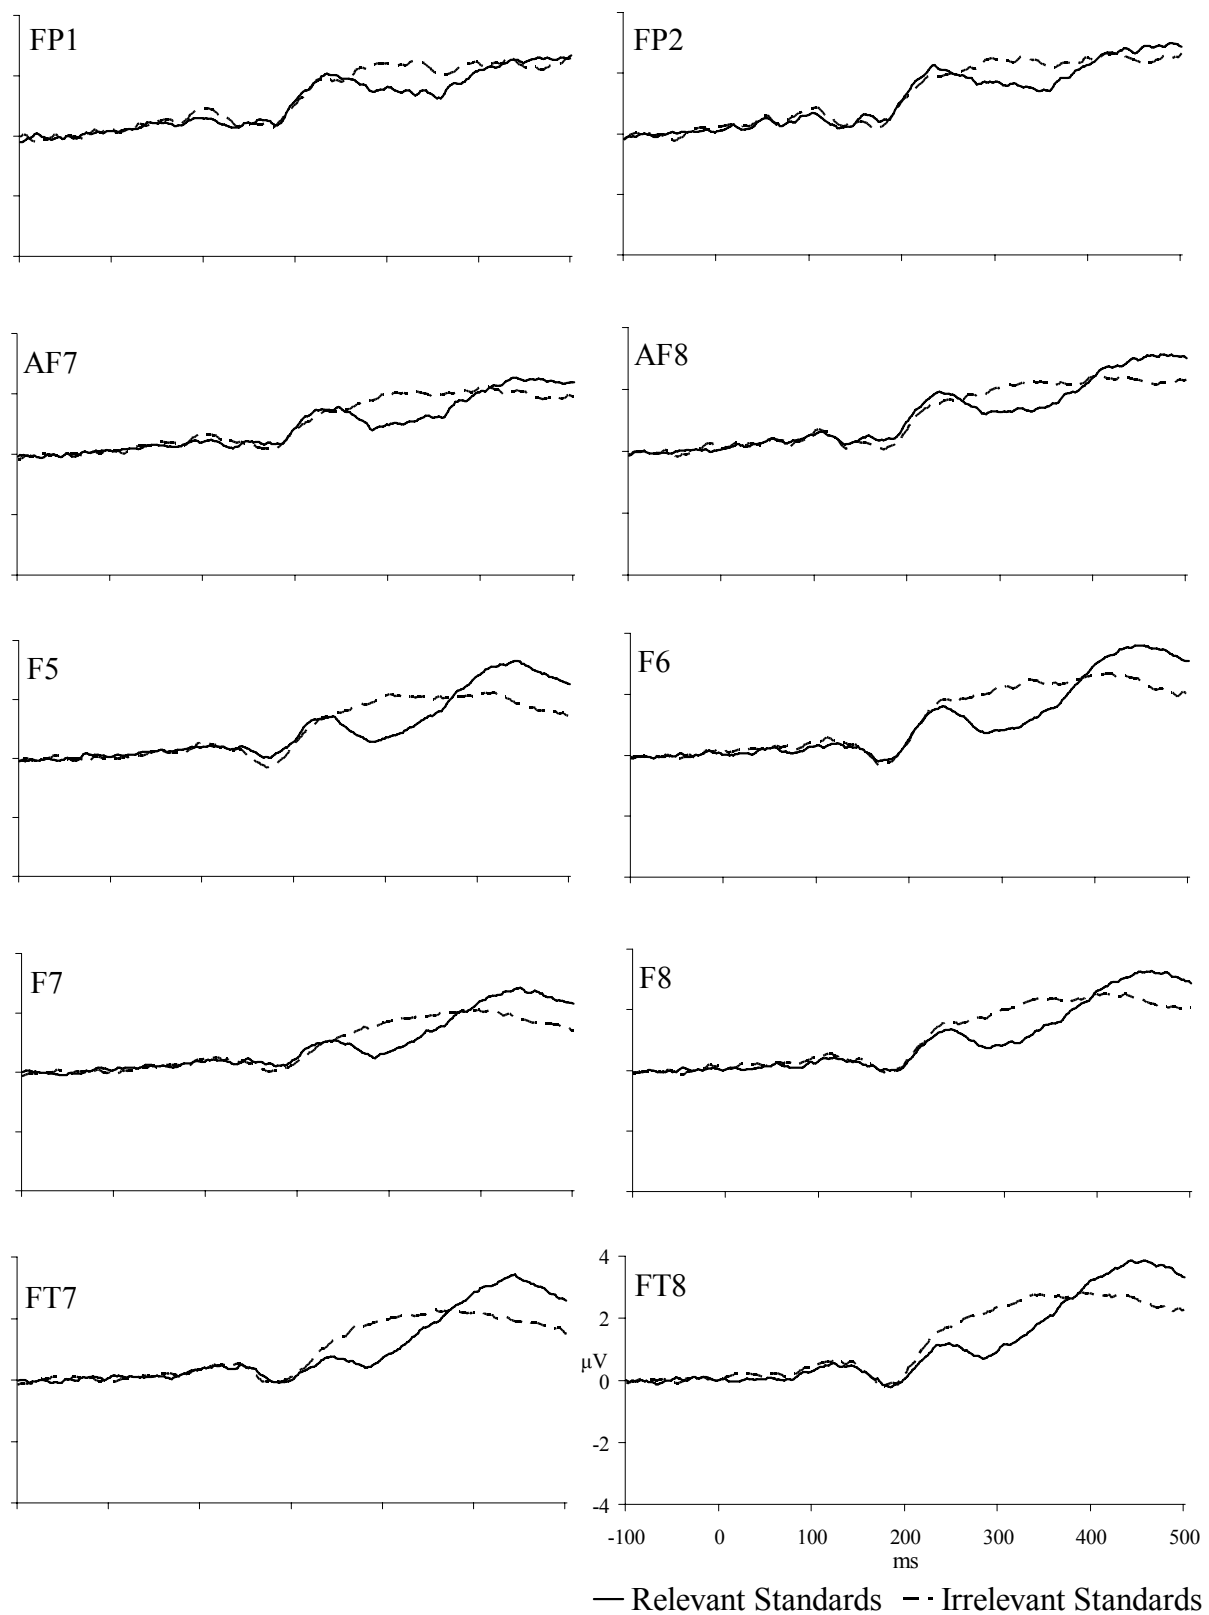 FP1 FP2
AF7 AF8
F5 F6
F7 F8
FT7 FT8
4
2
µV
0
-2
-4
-100 0 100 200 300 400 500
ms
Relevant Standards Irrelevant Standards